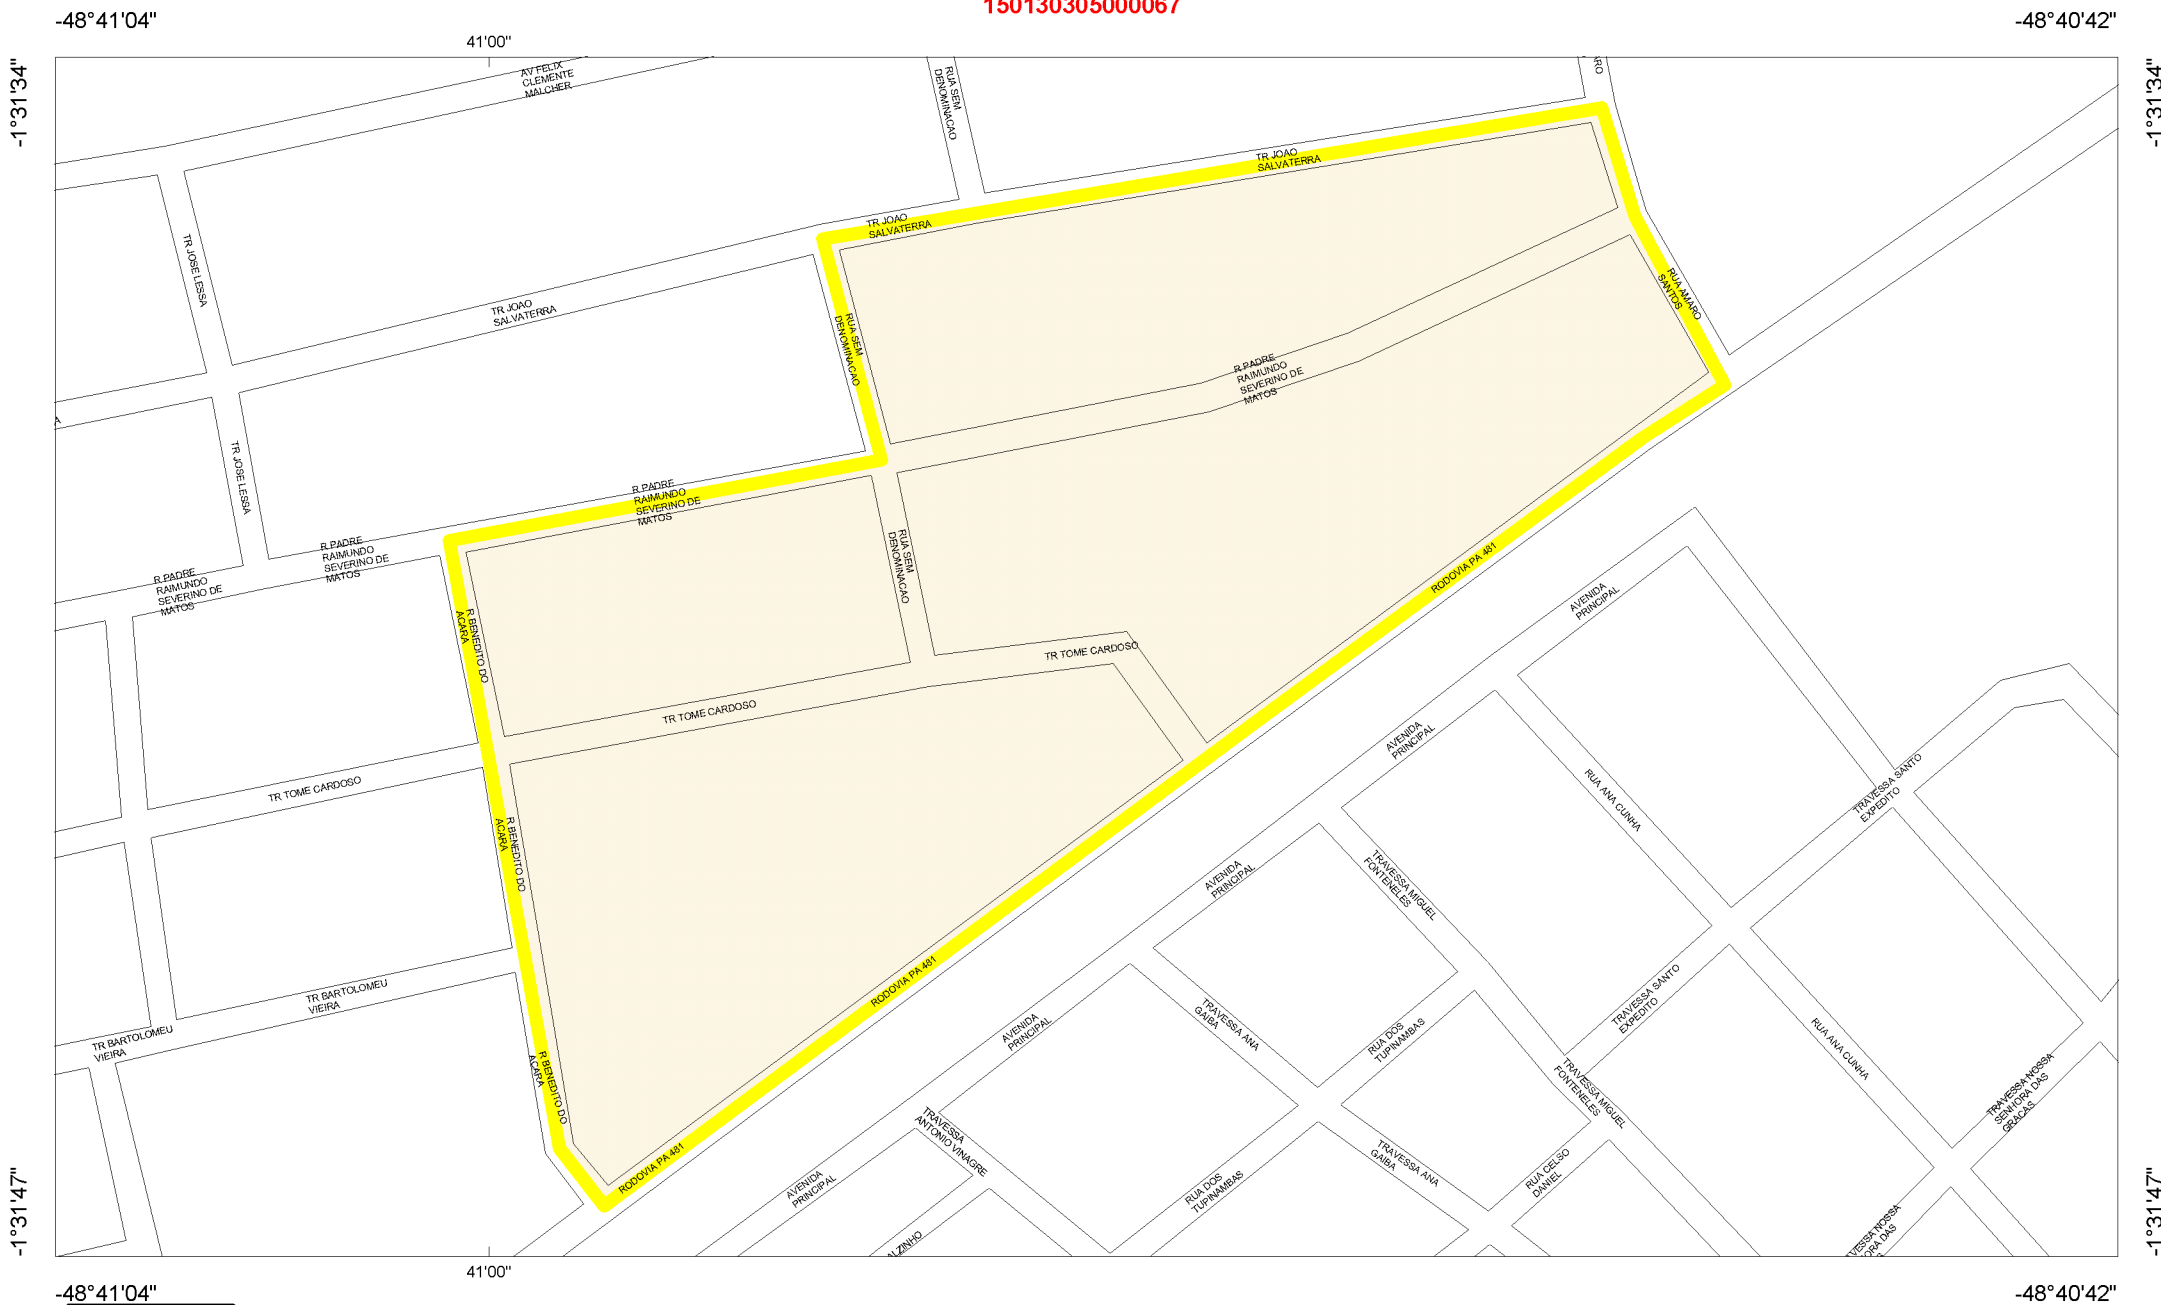 150130305000067
-48°41'04"
-48°40'42"
41'00"
-1°31'34"
-1°31'34"
AV FELIX
CLEMENTE
MALCHER
RUA SEM
DENOMINACAO
TR JOAO
SALVATERRA
TR JOAO
SALVATERRA
TR JOSE LESSA
TR JOAO
SALVATERRA
RUA SEM
DENOMINACAO
RUA AMARO
SANTOS
R PADRE
RAIMUNDO
SEVERINO DE
MATOS
TR JOSE LESSA
R PADRE
RAIMUNDO
SEVERINO DE
MATOS
R PADRE
RAIMUNDO
SEVERINO DE
MATOS
R PADRE
RAIMUNDO
SEVERINO DE
MATOS
RUA SEM
DENOMINACAO
RODOVIA PA 481
AVENIDA
PRINCIPAL
R BENEDITO DO
ACARA
TR TOME CARDOSO
TR TOME CARDOSO
AVENIDA
PRINCIPAL
TR TOME CARDOSO
RUA ANA CUNHA
TRAVESSA SANTO
EXPEDITO
R BENEDITO DO
ACARA
AVENIDA
PRINCIPAL
TRAVESSA MIGUEL
FONTENELES
RODOVIA PA 481
TR BARTOLOMEU
VIEIRA
TRAVESSA SANTO
EXPEDITO
TR BARTOLOMEU
VIEIRA
AVENIDA
PRINCIPAL
TRAVESSA ANA
GAIBA
RUA DOS
TUPINAMBAS
RUA ANA CUNHA
R BENEDITO DO
ACARA
TRAVESSA MIGUEL
FONTENELES
TRAVESSA NOSSA
SENHORA DAS
GRACAS
TRAVESSA
ANTONIO VINAGRE
RODOVIA PA 481
AVENIDA
PRINCIPAL
RUA DOS
TUPINAMBAS
TRAVESSA ANA
GAIBA
RUA CELSO
DANIEL
ALZINHO
VESSA NOSSA
ORA DAS
-1°31'47"
-1°31'47"
41'00"
-48°41'04"
-48°40'42"